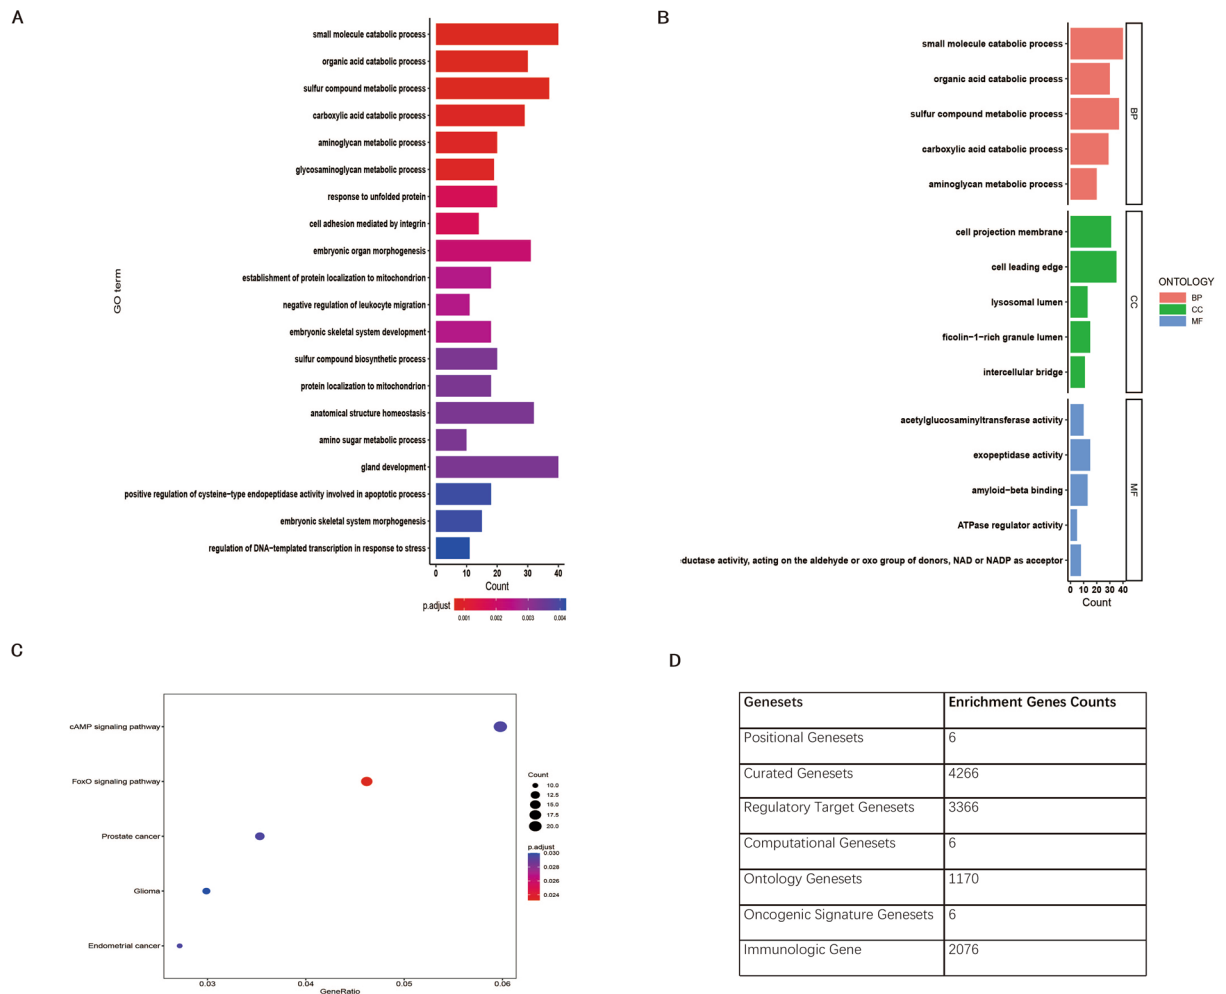 A
small molecule catabolic process
organic acid catabolic process
sulfur compound metabolic process
carboxylic acid catabolic process
aminoglycan metabolic process
glycosaminoglycan metabolic process
response to unfolded protein
cell adhesion mediated by integrin
embryonic organ morphogenesis
establishment of protein localization to mitochondrion
negative regulation of leukocyte migration
embryonic skeletal system development
sulfur compound biosynthetic process
protein localization to mitochondrion
anatomical structure homeostasis
amino sugar metabolic process
gland development
positive regulation of cysteine-type endopeptidase activity involved in apoptotic process
embryonic skeletal system morphogenesis
regulation of DNA-templated transcription in response to stress
GO term
0 10 20 30 40
Count
p.adjust
0.001 0.002 0.003 0.004
B
small molecule catabolic process
organic acid catabolic process
sulfur compound metabolic process
carboxylic acid catabolic process
aminoglycan metabolic process
BP
cell projection membrane
cell leading edge
lysosomal lumen
ficolin-1-rich granule lumen
intercellular bridge
CC
acetylglucosaminyltransferase activity
exopeptidase activity
amyloid-beta binding
ATPase regulator activity
ductase activity, acting on the aldehyde or oxo group of donors, NAD or NADP as acceptor
MF
0 10 20 30 40
Count
ONTOLOGY
BP
CC
MF
C
cAMP signaling pathway
FoxO signaling pathway
Prostate cancer
Glioma
Endometrial cancer
0.03 0.04 0.05 0.06
GeneRatio
Count
10.0
12.5
15.0
17.5
20.0
p.adjust
0.030
0.028
0.026
0.024
D
Genesets Enrichment Genes Counts
Positional Genesets 6
Curated Genesets 4266
Regulatory Target Genesets 3366
Computational Genesets 6
Ontology Genesets 1170
Oncogenic Signature Genesets 6
Immunologic Gene 2076